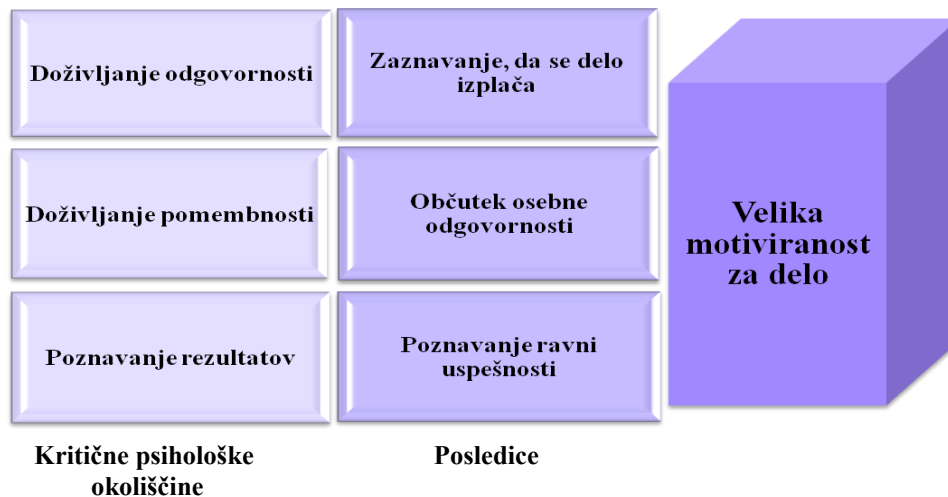 Doživljanje odgovornosti
Zaznavanje, da se delo
izplača
Doživljanje pomembnosti
Občutek osebne
odgovornosti
Velika
motiviranost
za delo
Poznavanje rezultatov
Poznavanje ravni
uspešnosti
Kritične psihološke
okoliščine
Posledice